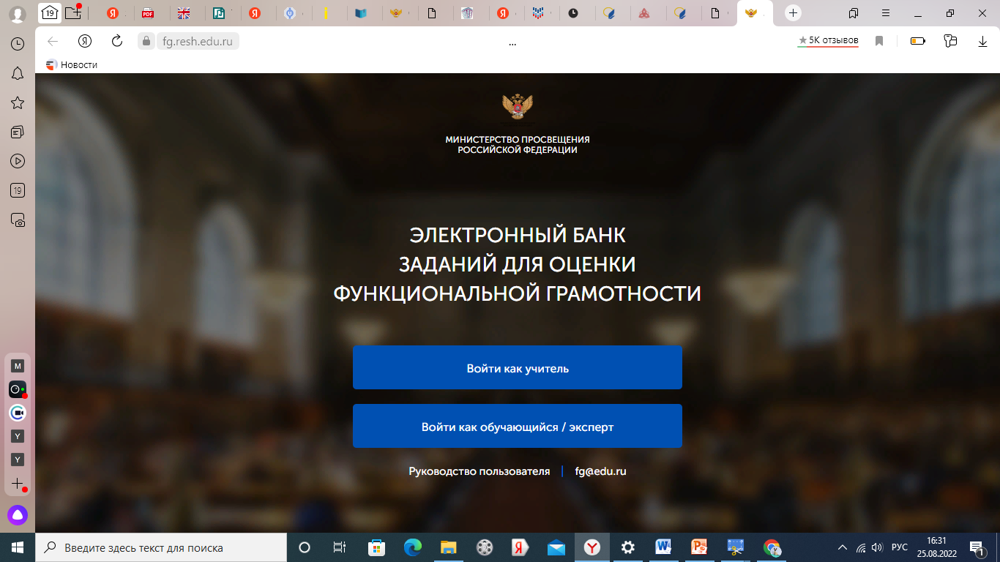 19
fg.resh.edu.ru
...
5К отзывов
Новости
МИНИСТЕРСТВО ПРОСВЕЩЕНИЯ
РОССИЙСКОЙ ФЕДЕРАЦИИ
ЭЛЕКТРОННЫЙ БАНК
ЗАДАНИЙ ДЛЯ ОЦЕНКИ
ФУНКЦИОНАЛЬНОЙ ГРАМОТНОСТИ
Войти как учитель
Войти как обучающийся / эксперт
Руководство пользователя | fg@edu.ru
19
M
Y
Y
Введите здесь текст для поиска
РУС
16:31
25.08.2022
1